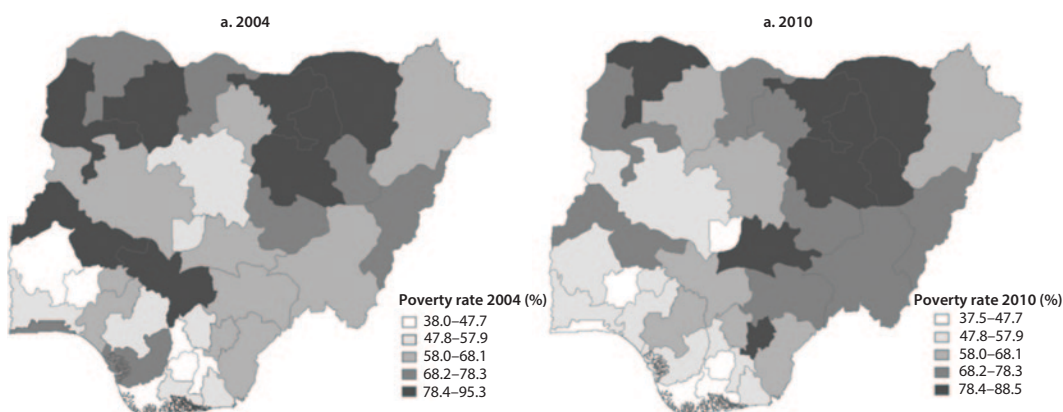 a. 2004
Poverty rate 2004 (%)
38.0–47.7
47.8–57.9
58.0–68.1
68.2–78.3
78.4–95.3
a. 2010
Poverty rate 2010 (%)
37.5–47.7
47.8–57.9
58.0–68.1
68.2–78.3
78.4–88.5